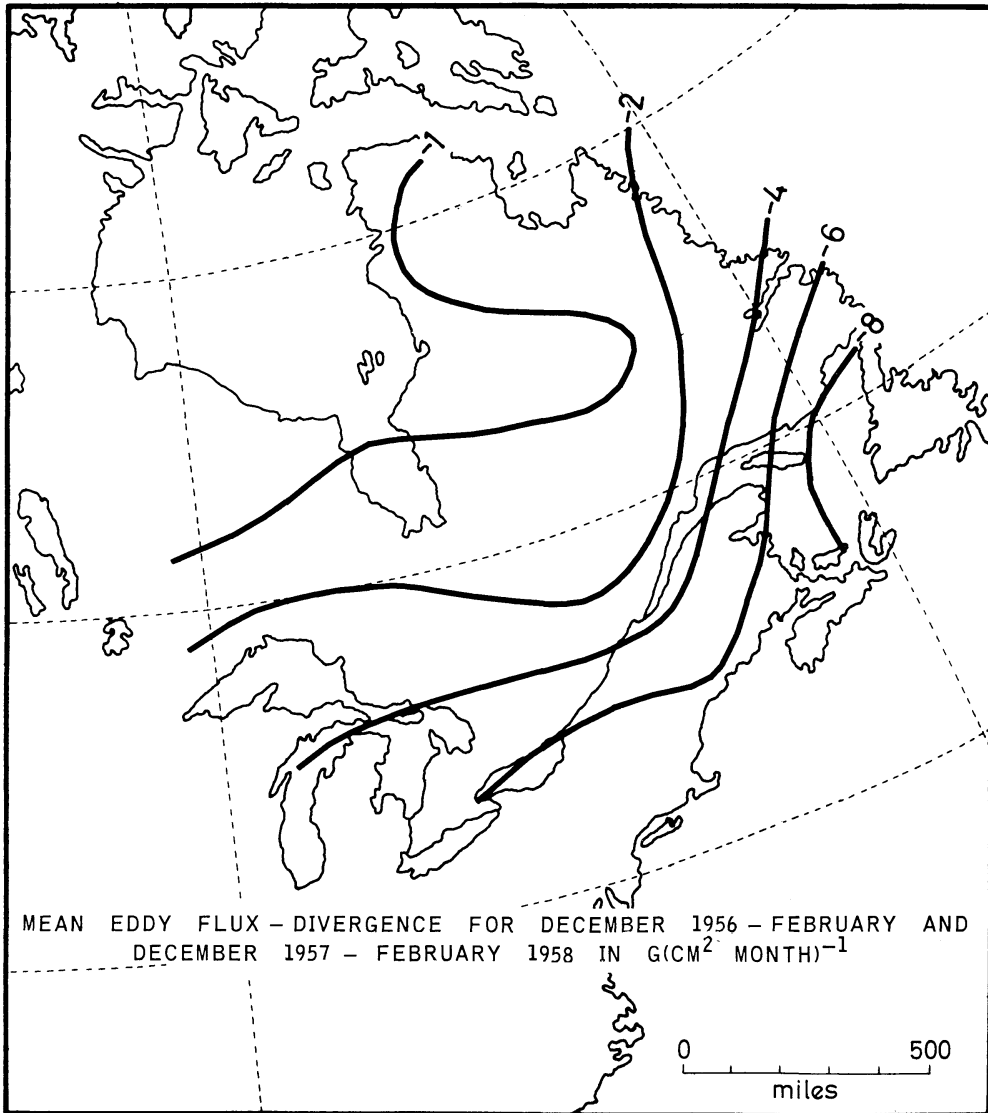 -2
-1
-4
-6
-8
MEAN EDDY FLUX – DIVERGENCE FOR DECEMBER 1956 – FEBRUARY AND
DECEMBER 1957 – FEBRUARY 1958 IN G(CM² MONTH)⁻¹
0 500
miles